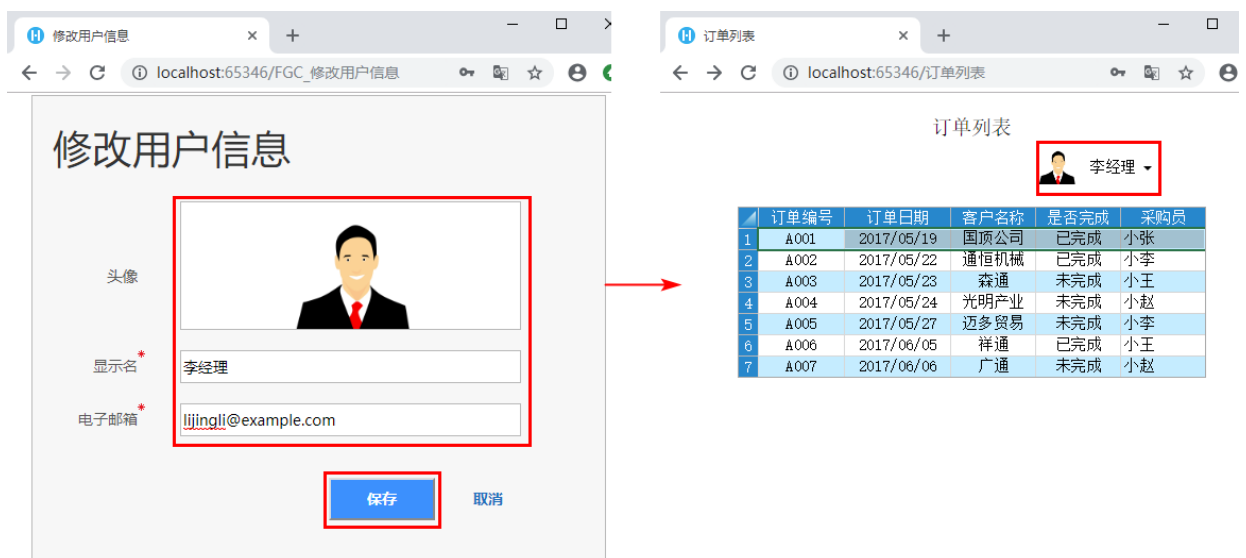 修改用户信息
localhost:65346/FGC_修改用户信息
修改用户信息
头像
显示名*
李经理
电子邮箱*
lijingli@example.com
保存 取消
订单列表
localhost:65346/订单列表
订单列表
李经理
订单编号 订单日期 客户名称 是否完成 采购员
1 A001 2017/05/19 国顶公司 已完成 小张
2 A002 2017/05/22 通恒机械 已完成 小李
3 A003 2017/05/23 森通 未完成 小王
4 A004 2017/05/24 光明产业 未完成 小赵
5 A005 2017/05/27 迈多贸易 未完成 小李
6 A006 2017/06/05 祥通 已完成 小王
7 A007 2017/06/06 广通 未完成 小赵